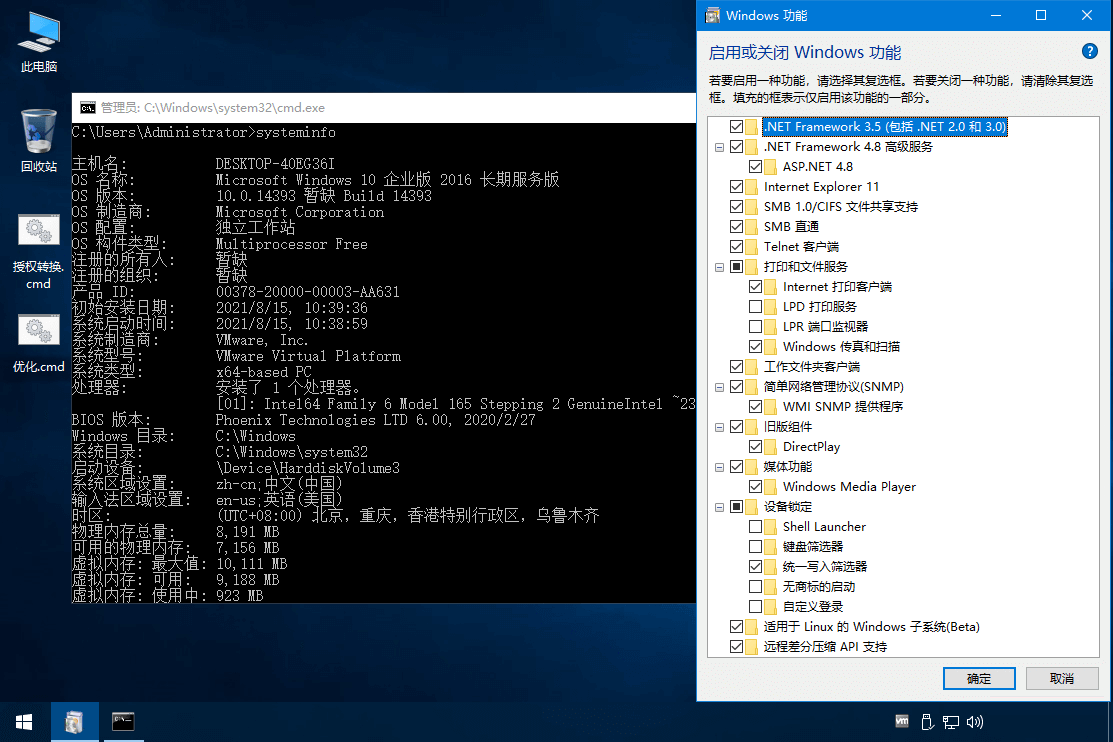 此电脑
回收站
授权转换.
cmd
优化.cmd
管理员: C:\Windows\system32\cmd.exe
C:\Users\Administrator>systeminfo
主机名: DESKTOP-40EG36I
OS 名称: Microsoft Windows 10 企业版 2016 长期服务版
OS 版本: 10.0.14393 暂缺 Build 14393
OS 制造商: Microsoft Corporation
OS 配置: 独立工作站
OS 构件类型: Multiprocessor Free
注册的所有人: 暂缺
注册的组织: 暂缺
产品 ID: 00378-20000-00003-AA631
初始安装日期: 2021/8/15, 10:39:36
系统启动时间: 2021/8/15, 10:38:59
系统制造商: VMware, Inc.
系统型号: VMware Virtual Platform
系统类型: x64-based PC
处理器: 安装了 1 个处理器。
[01]: Intel64 Family 6 Model 165 Stepping 2 GenuineIntel ~23
BIOS 版本: Phoenix Technologies LTD 6.00, 2020/2/27
Windows 目录: C:\Windows
系统目录: C:\Windows\system32
启动设备: \Device\HarddiskVolume3
系统区域设置: zh-cn;中文(中国)
输入法区域设置: en-us;英语(美国)
时区: (UTC+08:00) 北京，重庆，香港特别行政区，乌鲁木齐
物理内存总量: 8,191 MB
可用的物理内存: 7,156 MB
虚拟内存: 最大值: 10,111 MB
虚拟内存: 可用: 9,188 MB
虚拟内存: 使用中: 923 MB
Windows 功能
启用或关闭 Windows 功能
若要启用一种功能，请选择其复选框。若要关闭一种功能，请清除其复选
框。填充的框表示仅启用该功能的一部分。
.NET Framework 3.5 (包括 .NET 2.0 和 3.0)
.NET Framework 4.8 高级服务
ASP.NET 4.8
Internet Explorer 11
SMB 1.0/CIFS 文件共享支持
SMB 直通
Telnet 客户端
打印和文件服务
Internet 打印客户端
LPD 打印服务
LPR 端口监视器
Windows 传真和扫描
工作文件夹客户端
简单网络管理协议(SNMP)
WMI SNMP 提供程序
旧版组件
DirectPlay
媒体功能
Windows Media Player
设备锁定
Shell Launcher
键盘筛选器
统一写入筛选器
无商标的启动
自定义登录
适用于 Linux 的 Windows 子系统(Beta)
远程差分压缩 API 支持
确定
取消